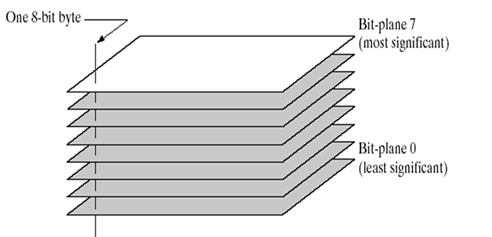 One 8-bit byte
Bit-plane 7
(most significant)
Bit-plane 0
(least significant)